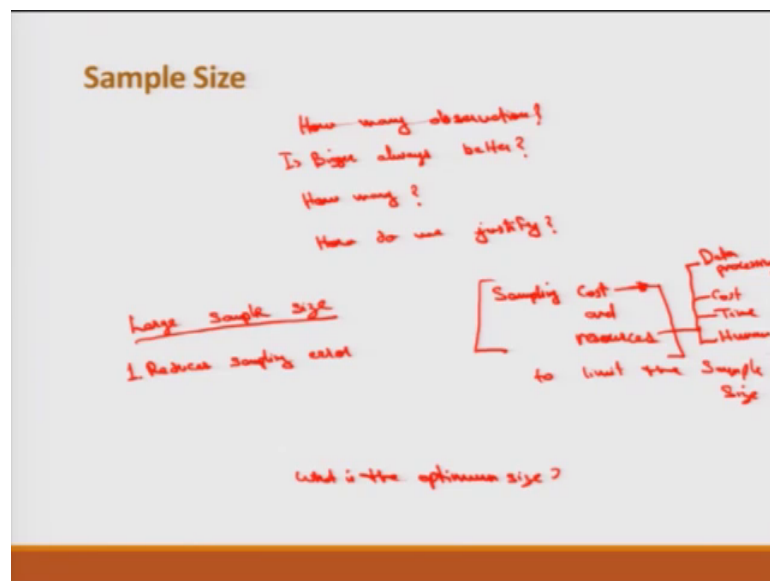 Sample Size
How many observation?
Is Bigger always better?
How many?
How do we justify?
Large sample size
1. Reduces sampling error
Sampling Cost
and
resources
to limit the Sample
Size
Data
Cost
Time
What is the optimum size?